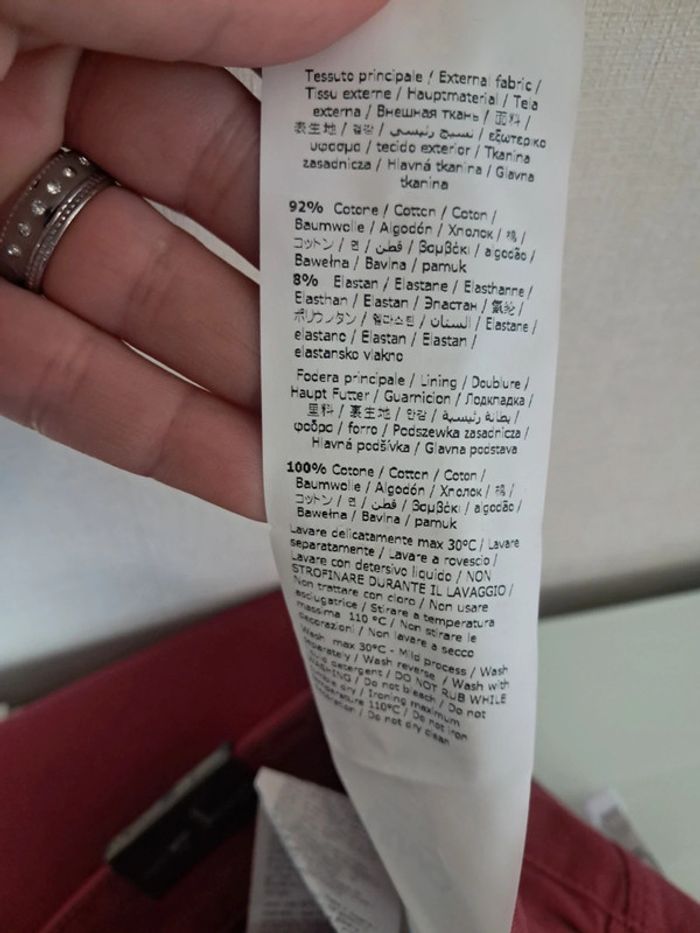 Tessuto principale / External fabric /
Tissu externe / Hauptmaterial / Tela
externa / Внешняя ткань / 面料 /
表生地 / 겉감 / نسيج رئيسي / εξωτερικο
υφασμα / tecido exterior / Tkanina
zasadnicza / Hlavná tkanina / Glavna
tkanina
92% Cotone / Cotton / Coton /
Baumwolle / Algodón / Хлопок / 棉 /
コットン / 면 / قطن / βαμβάκι / algodão /
Bawełna / Bavlna / pamuk
8% Elastan / Elastane / Elasthanne /
Elasthan / Elastan / Эластан / 氨纶 /
ポリウレタン / 엘라스틴 / السنان / Elastane /
elastano / Elastan / Elastan /
elastansko vlakno
Fodera principale / Lining / Doublure /
Haupt Futter / Guarnicion / Подкладка /
里料 / 裏生地 / 안감 / بطانة رئيسية /
φοδρα / forro / Podszewka zasadnicza /
Hlavná podšívka / Glavna podstava
100% Cotone / Cotton / Coton /
Baumwolle / Algodón / Хлопок / 棉 /
コットン / 면 / قطن / βαμβάκι / algodão /
Bawełna / Bavlna / pamuk
Lavare delicatamente max 30°C / Lavare
separatamente / Lavare a rovescio /
Lavare con detersivo liquido / NON
STROFINARE DURANTE IL LAVAGGIO /
Non trattare con cloro / Non usare
asciugatrice / Stirare a temperatura
massima 110 °C / Non stirare le
decorazioni / Non lavare a secco
Wash max 30°C - Mild process / Wash
separately / Wash reverse / Wash with
detergent / DO NOT RUB WHILE
WASHING / Do not bleach / Do not
tumble dry / Ironing maximum
temperature 110°C / Do not iron
/ Do not dry clean